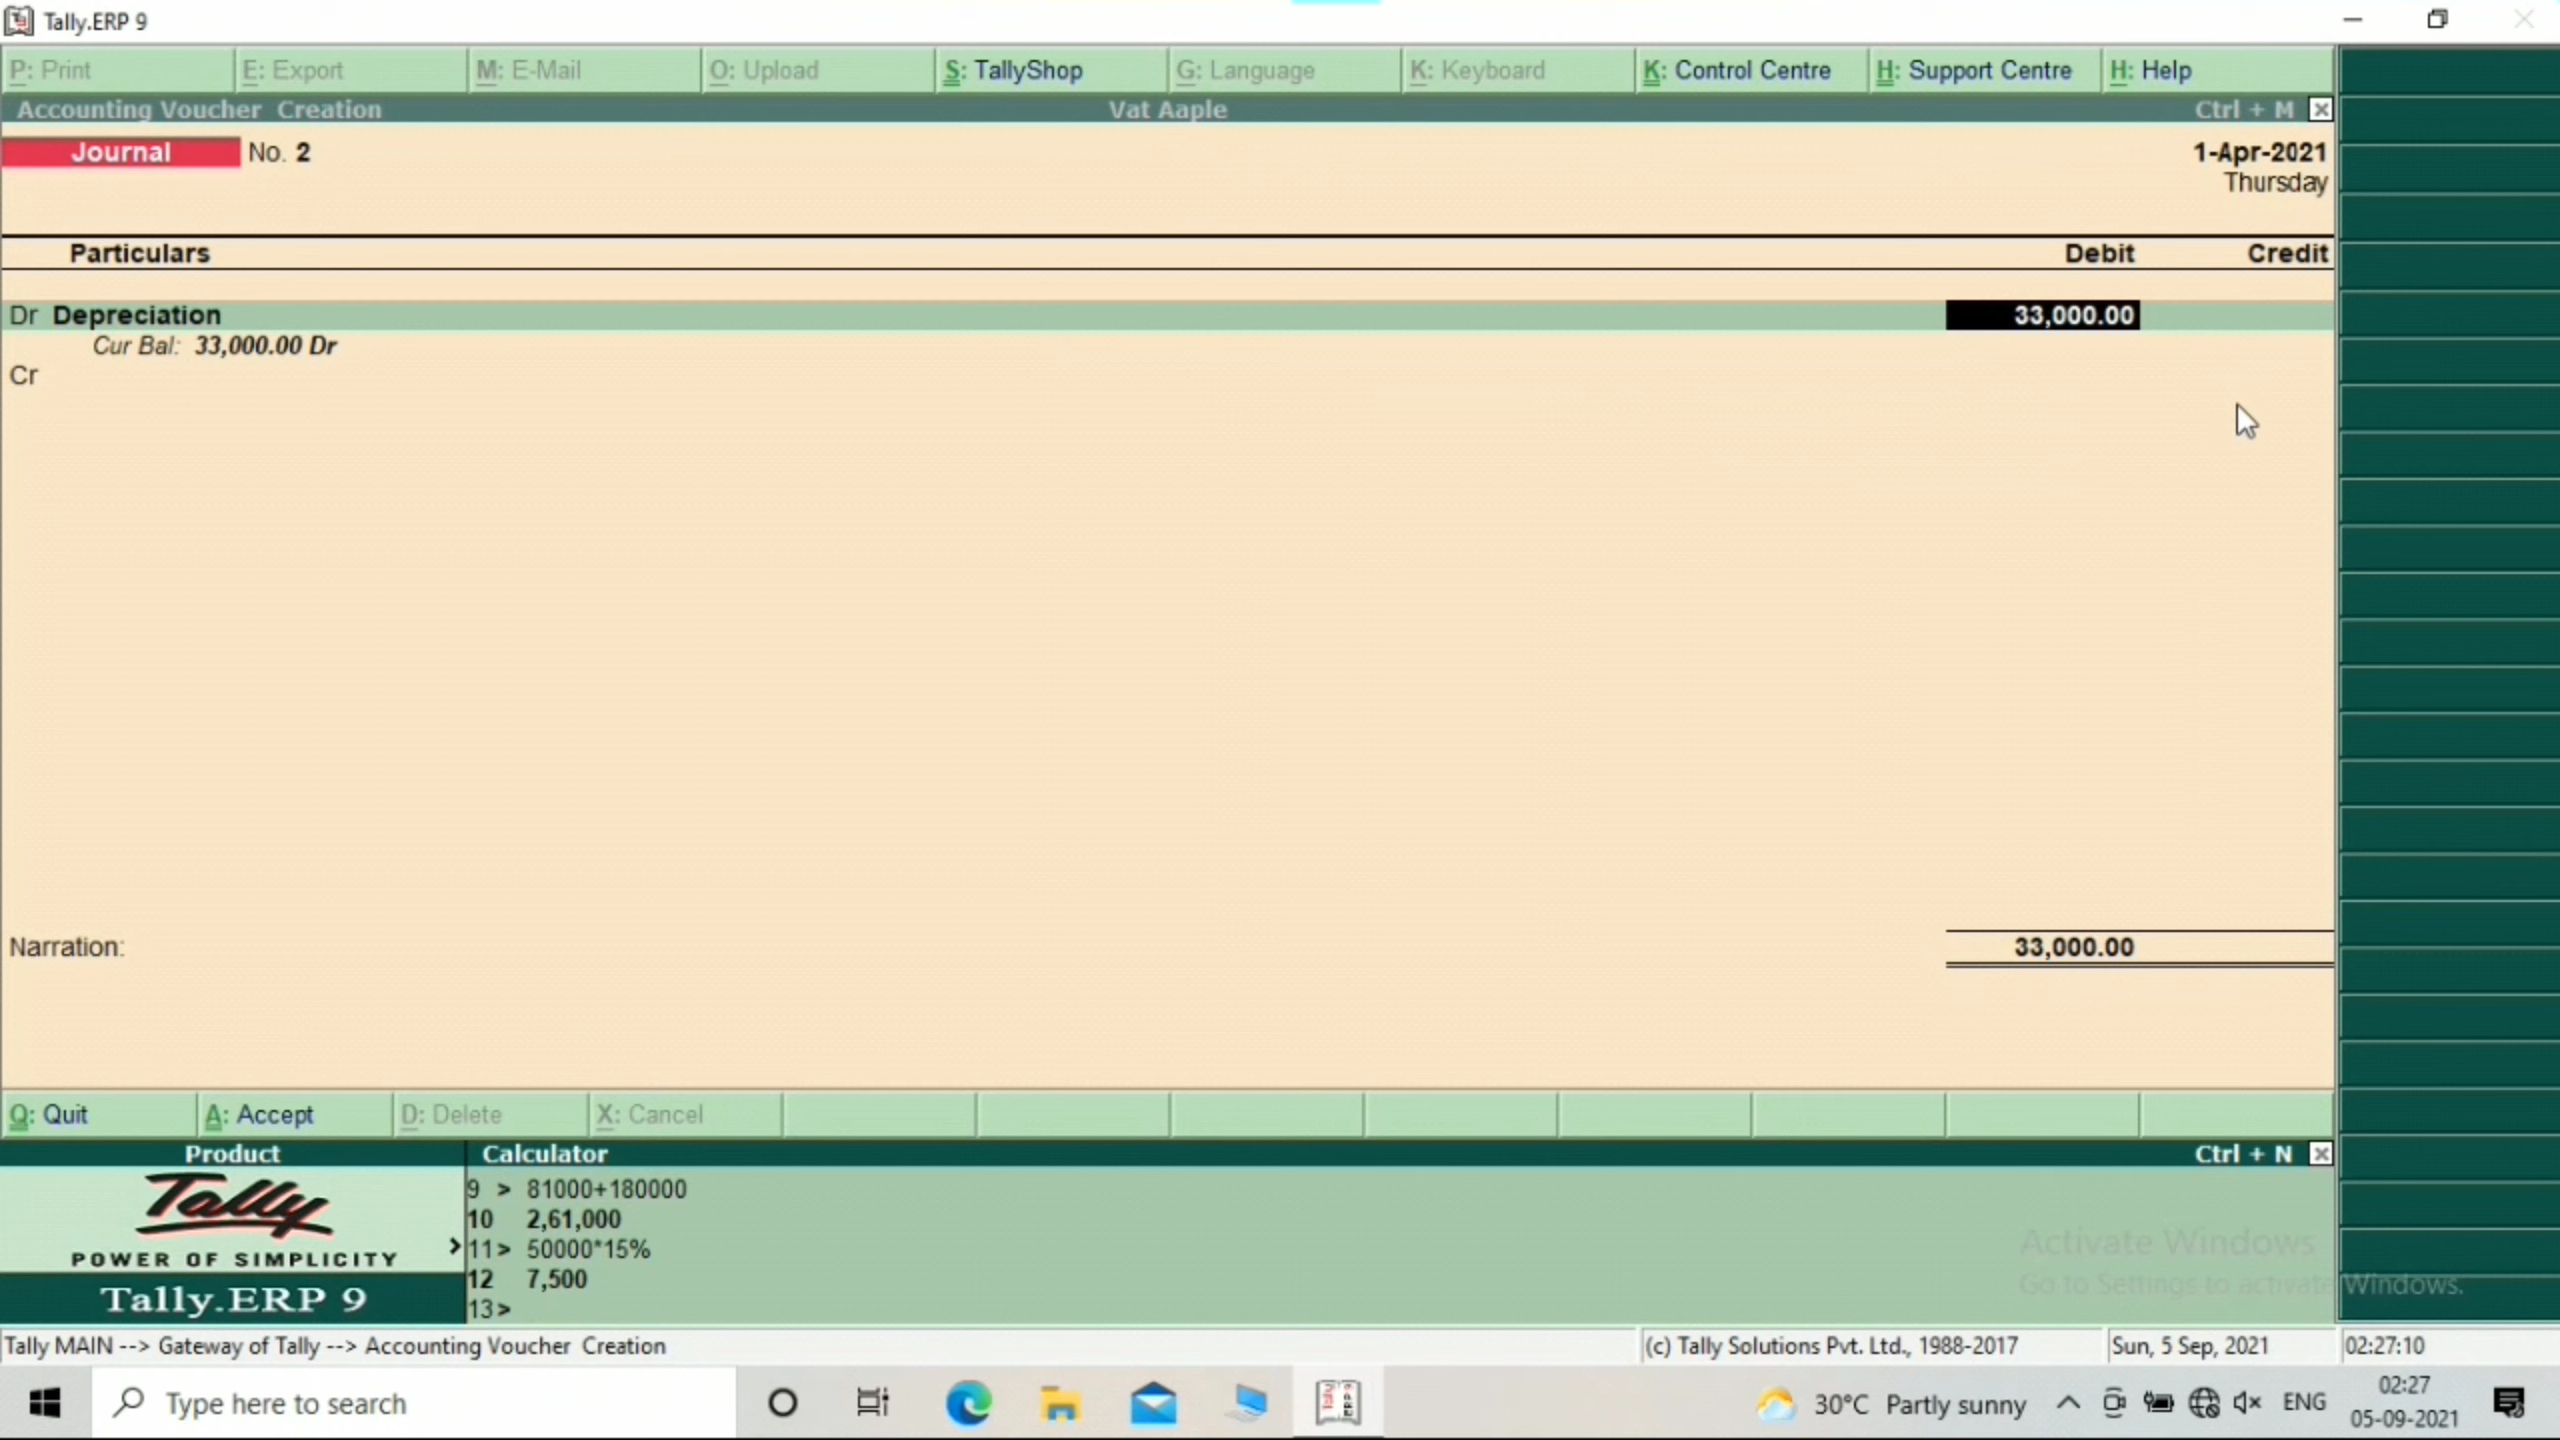 Tally.ERP 9
P: Print E: Export M: E-Mail O: Upload S: TallyShop G: Language K: Keyboard K: Control Centre H: Support Centre H: Help
Accounting Voucher Creation Vat Aaple Ctrl + M
Journal No. 2 1-Apr-2021
Thursday
Particulars Debit Credit
Dr Depreciation 33,000.00
Cur Bal: 33,000.00 Dr
Cr
Narration: 33,000.00
Q: Quit A: Accept D: Delete X: Cancel
Product Calculator Ctrl + N
Tally
POWER OF SIMPLICITY
Tally.ERP 9
9 > 81000+180000
10 2,61,000
11> 50000*15%
12 7,500
13>
Activate Windows
Go to Settings to activate Windows.
Tally MAIN --> Gateway of Tally --> Accounting Voucher Creation (c) Tally Solutions Pvt. Ltd., 1988-2017 Sun, 5 Sep, 2021 02:27:10
Type here to search 30°C Partly sunny ENG 02:27
05-09-2021